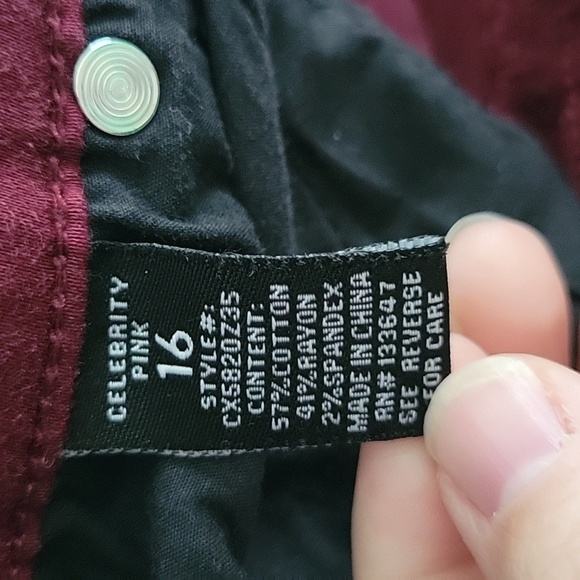 CELEBRITY
PINK
16
STYLE#:
CX5820Z35
CONTENT:
57%COTTON
41%RAYON
2%SPANDEX
MADE IN CHINA
RN# 133647
SEE REVERSE
FOR CARE